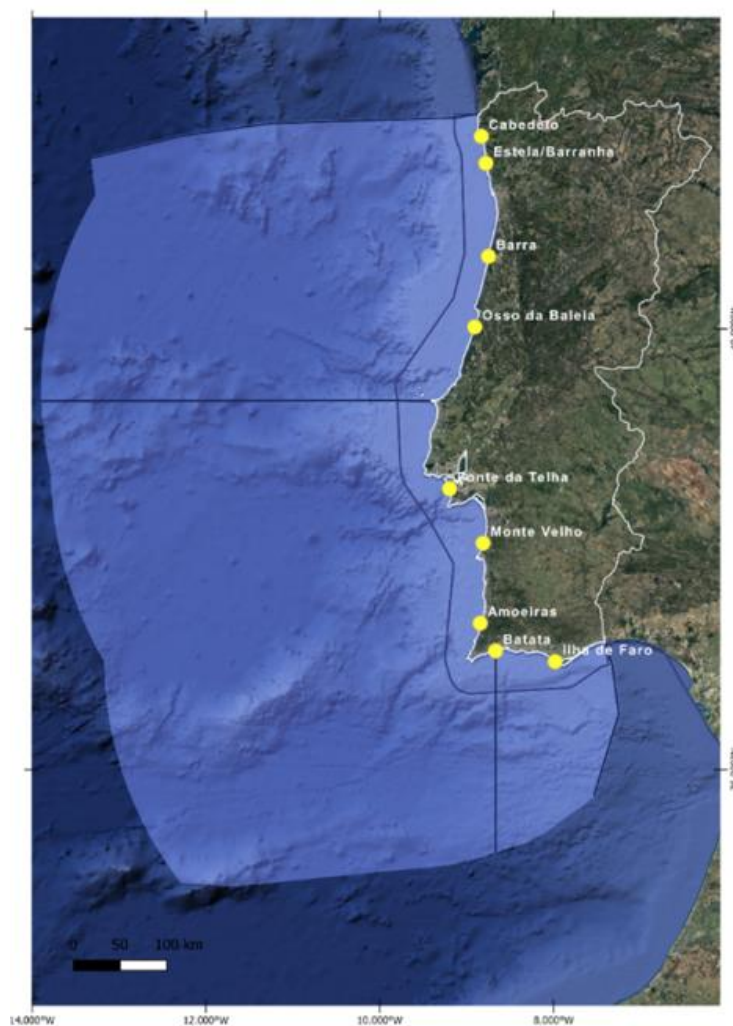 Cabedelo
Estela/Barranha
Barra
Osso da Baleia
Fonte da Telha
Monte Velho
Amoeiras
Batata
Ilha de Faro
0 50 100 km
14.000°W 12.000°W 10.000°W 8.000°W